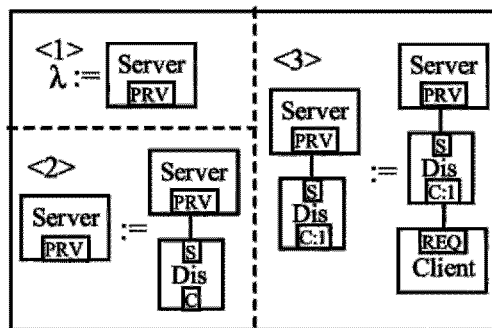 <1>
λ := Server
PRV
<2>
Server
PRV
:=
Server
PRV
S
Dis
C
<3>
Server
PRV
S
Dis
C:1
:=
Server
PRV
S
Dis
C:1
REQ
Client